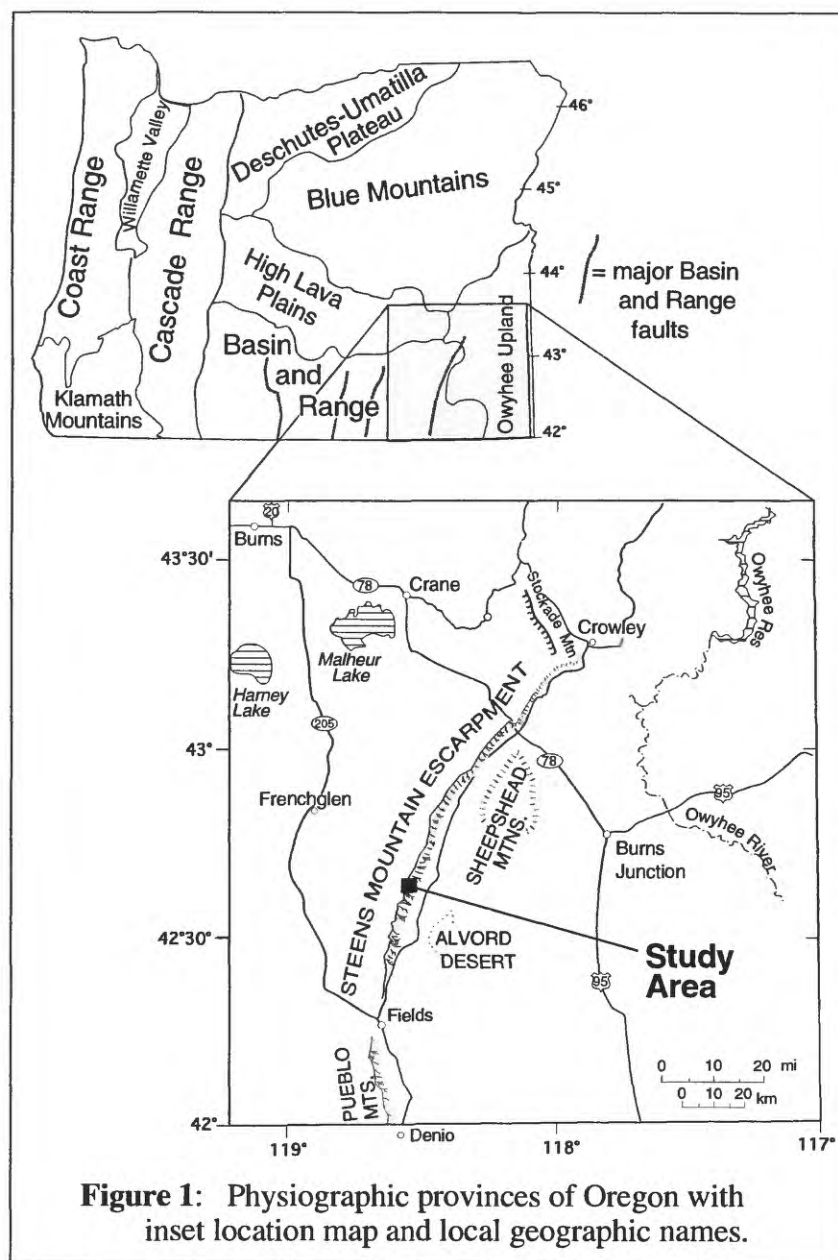 46°
Deschutes-Umatilla
Plateau
Willamette Valley
Coast Range
Cascade Range
Blue Mountains
45°
High Lava
Plains
44°
= major Basin
and Range
faults
Basin
and
Range
43°
Owyhee Upland
Klamath
Mountains
42°
20
Burns
43°30'
78
Crane
Stockade Mtn
Crowley
Owyhee Res
Malheur
Lake
Harney
Lake
205
43°
STEENS MOUNTAIN ESCARPMENT
78
SHEEPSHEAD
MTNS.
95
Frenchglen
Owyhee River
Burns
Junction
42°30'
ALVORD
DESERT
Study
Area
95
Fields
PUEBLO
MTS.
0 10 20 mi
0 10 20 km
42°
119°
Denio
118°
117°
Figure 1: Physiographic provinces of Oregon with
inset location map and local geographic names.